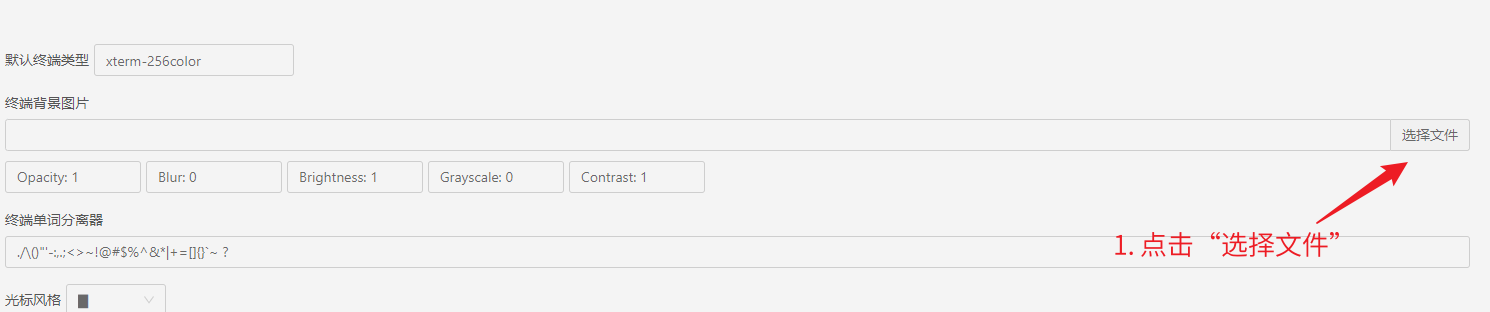 默认终端类型 xterm-256color
终端背景图片
选择文件
Opacity: 1 Blur: 0 Brightness: 1 Grayscale: 0 Contrast: 1
终端单词分离器
./\()"'-:,.;<>~!@#$%^&*|+=[]{}`~ ?
1. 点击“选择文件”
光标风格